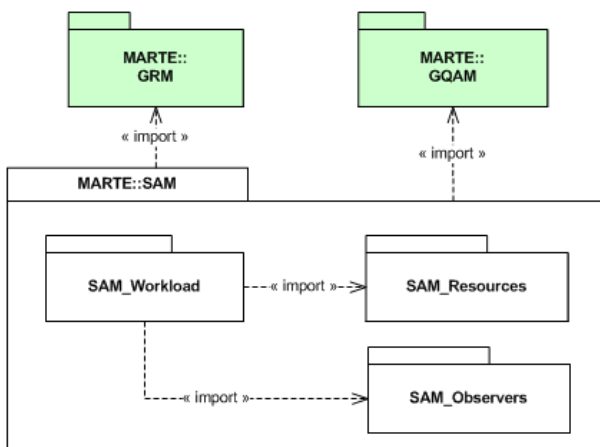 MARTE::
GRM
MARTE::
GQAM
« import »
« import »
MARTE::SAM
SAM_Workload
« import »
SAM_Resources
« import »
SAM_Observers